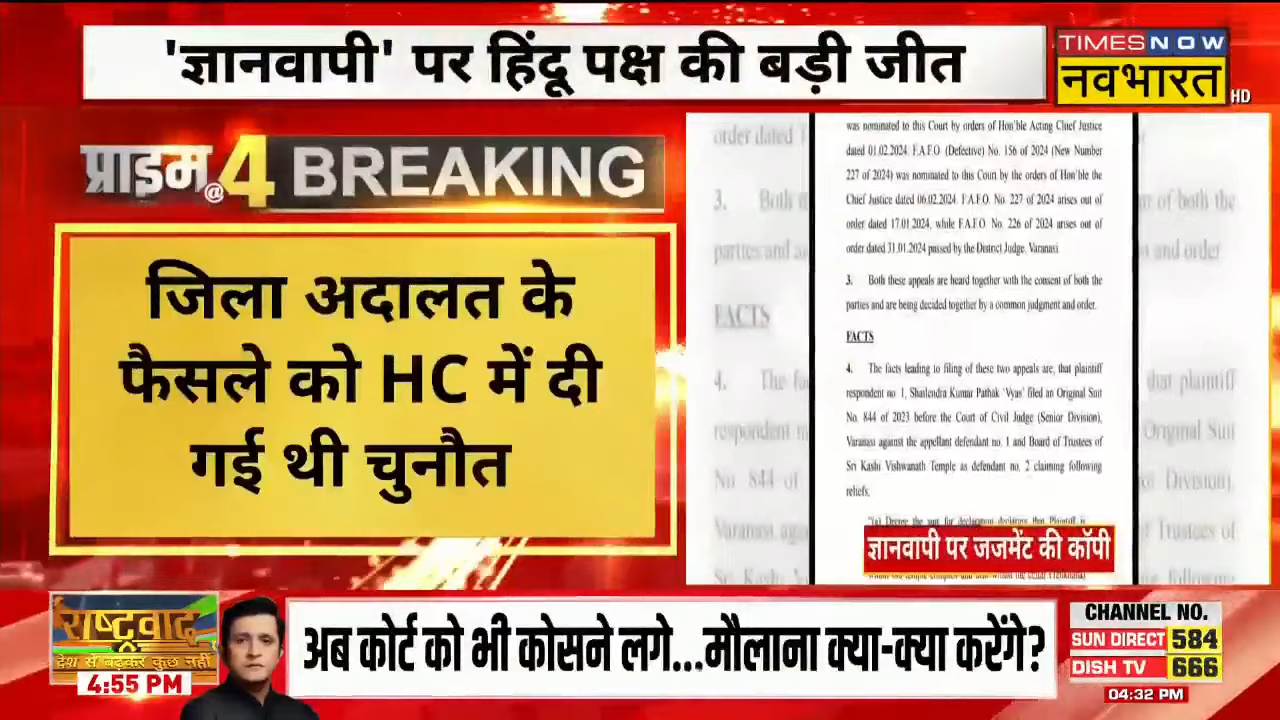 'ज्ञानवापी' पर हिंदू पक्ष की बड़ी जीत
TIMES NOW
नवभारत
HD
प्राइम@4 BREAKING
जिला अदालत के
फैसले को HC में दी
गई थी चुनौत
was nominated to this Court by orders of Hon'ble Acting Chief Justice
dated 01.02.2024. F.A.F.O (Defective) No. 156 of 2024 (New Number
227 of 2024) was nominated to this Court by the orders of Hon'ble the
Chief Justice dated 06.02.2024. F.A.F.O. No. 227 of 2024 arises out of
order dated 17.01.2024, while F.A.F.O. No. 226 of 2024 arises out of
order dated 31.01.2024 passed by the District Judge, Varanasi.
3. Both these appeals are heard together with the consent of both the
parties and are being decided together by a common judgment and order.
FACTS
4. The facts leading to filing of these two appeals are, that plaintiff
respondent no. 1, Shailendra Kumar Pathak 'Vyas' filed an Original Suit
No. 844 of 2023 before the Court of Civil Judge (Senior Division),
Varanasi against the appellant defendant no. 1 and Board of Trustees of
Sri Kashi Vishwanath Temple as defendant no. 2 claiming following
reliefs;
ज्ञानवापी पर जजमेंट की कॉपी
राष्ट्रवाद
देश से बढ़कर कुछ नहीं
4:55 PM
अब कोर्ट को भी कोसने लगे...मौलाना क्या-क्या करेंगे?
CHANNEL NO.
SUN DIRECT 584
DISH TV 666
04:32 PM